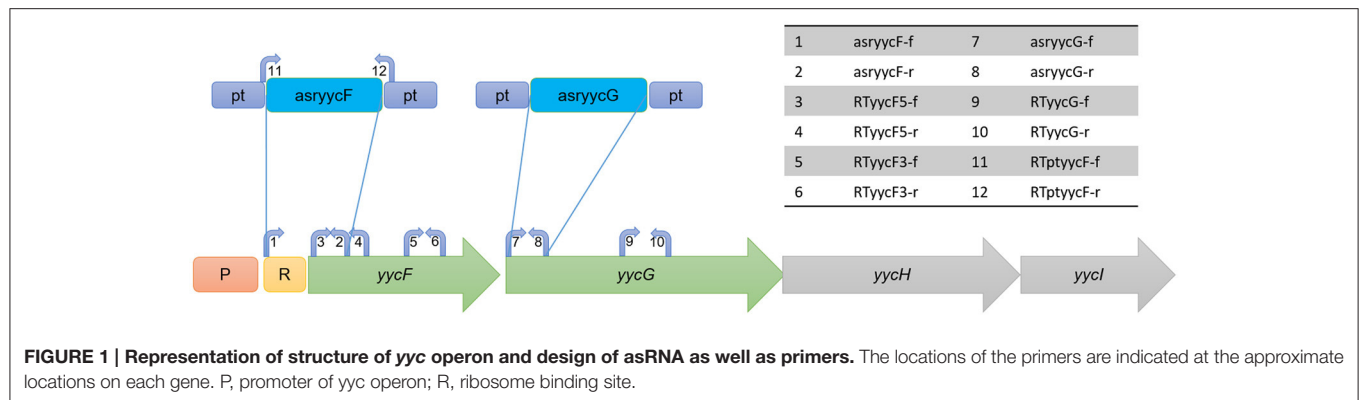 1 asryycF-f 7 asryycG-f
2 asryycF-r 8 asryycG-r
3 RTyycF5-f 9 RTyycG-f
4 RTyycF5-r 10 RTyycG-r
5 RTyycF3-f 11 RTptyycF-f
6 RTyycF3-r 12 RTptyycF-r
11 12
pt asryycF pt pt asryycG pt
1 3 2 4 5 6 7 8 9 10
P R yycF yycG yycH yycI
FIGURE 1 | Representation of structure of yyc operon and design of asRNA as well as primers. The locations of the primers are indicated at the approximate
locations on each gene. P, promoter of yyc operon; R, ribosome binding site.